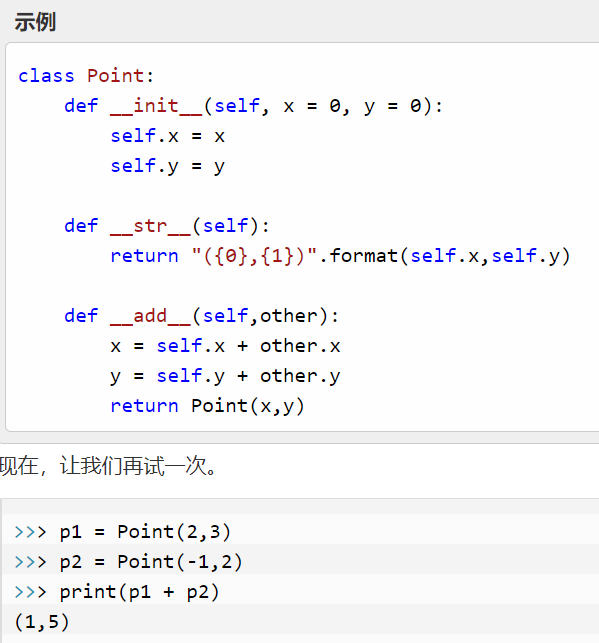 示例
class Point:
    def __init__(self, x = 0, y = 0):
        self.x = x
        self.y = y

    def __str__(self):
        return "({0},{1})".format(self.x,self.y)

    def __add__(self,other):
        x = self.x + other.x
        y = self.y + other.y
        return Point(x,y)
现在，让我们再试一次。
>>> p1 = Point(2,3)
>>> p2 = Point(-1,2)
>>> print(p1 + p2)
(1,5)